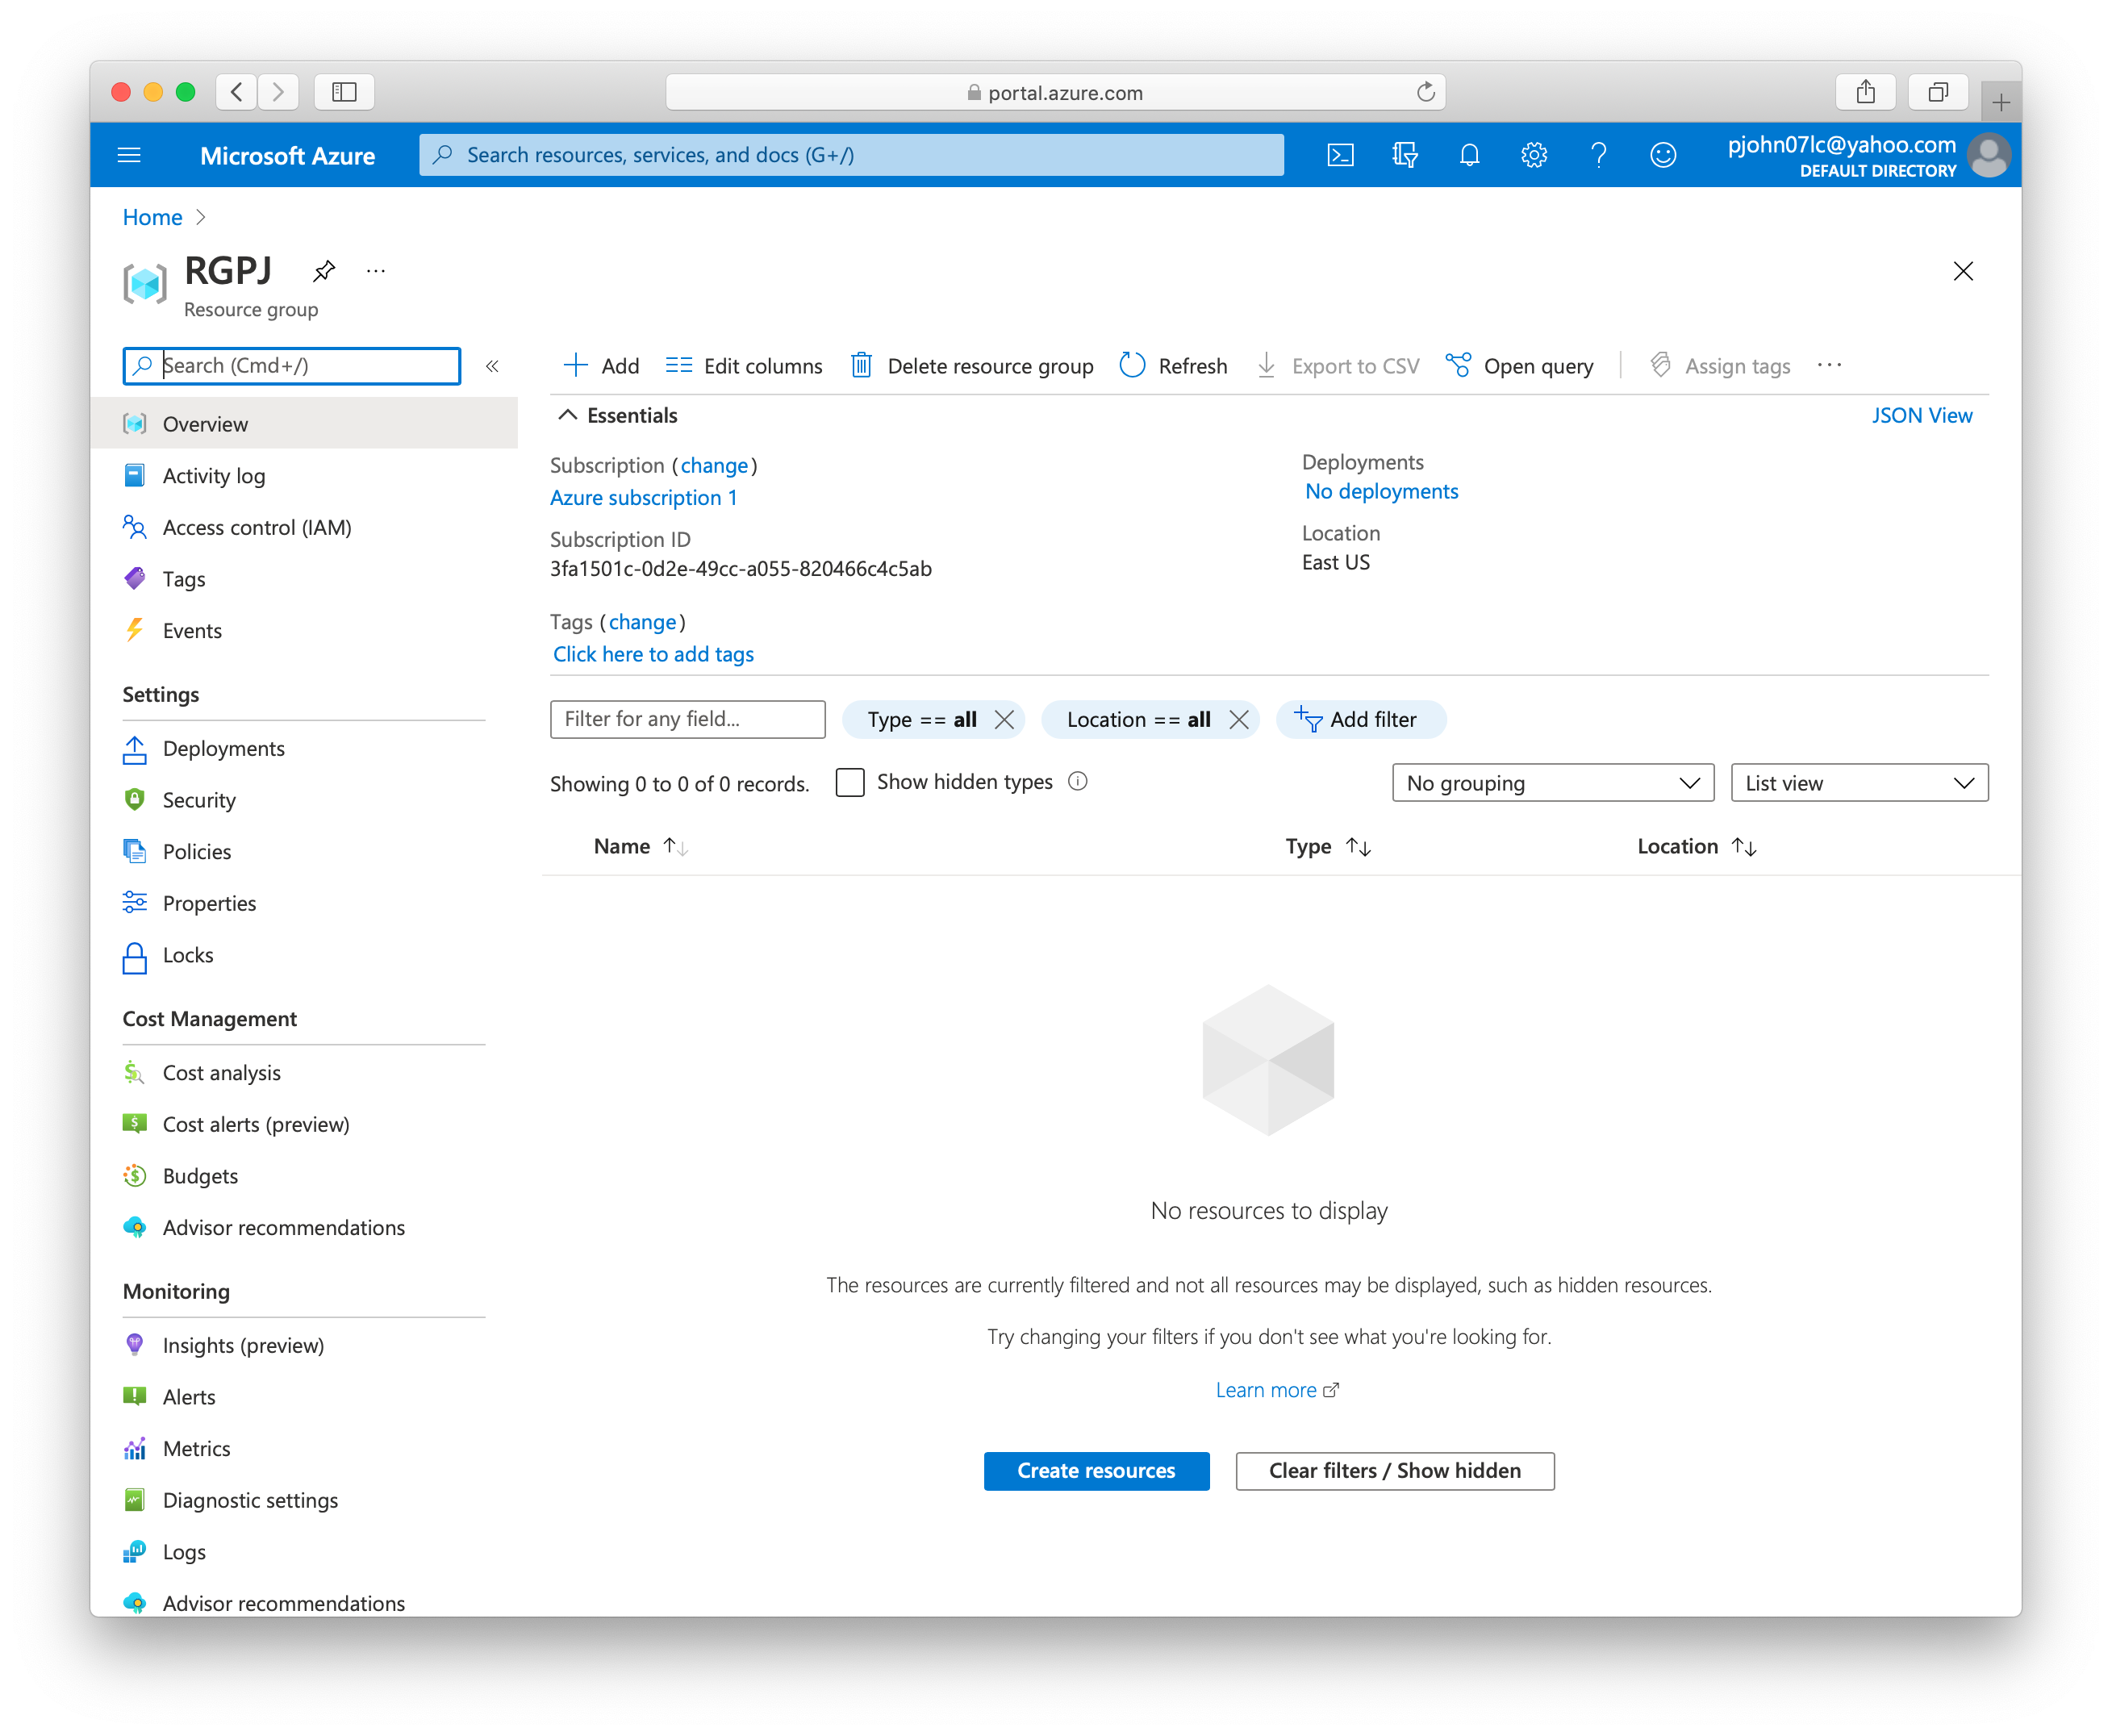 portal.azure.com
Microsoft Azure
Search resources, services, and docs (G+/)
pjohn07lc@yahoo.com
DEFAULT DIRECTORY
Home
RGPJ
Resource group
Search (Cmd+/)
Overview
Activity log
Access control (IAM)
Tags
Events
Settings
Deployments
Security
Policies
Properties
Locks
Cost Management
Cost analysis
Cost alerts (preview)
Budgets
Advisor recommendations
Monitoring
Insights (preview)
Alerts
Metrics
Diagnostic settings
Logs
Advisor recommendations
Add Edit columns Delete resource group Refresh Export to CSV Open query Assign tags
Essentials JSON View
Subscription (change)
Azure subscription 1
Subscription ID
3fa1501c-0d2e-49cc-a055-820466c4c5ab
Deployments
No deployments
Location
East US
Tags (change)
Click here to add tags
Filter for any field... Type == all Location == all Add filter
Showing 0 to 0 of 0 records. Show hidden types No grouping List view
Name Type Location
No resources to display
The resources are currently filtered and not all resources may be displayed, such as hidden resources.
Try changing your filters if you don't see what you're looking for.
Learn more
Create resources Clear filters / Show hidden